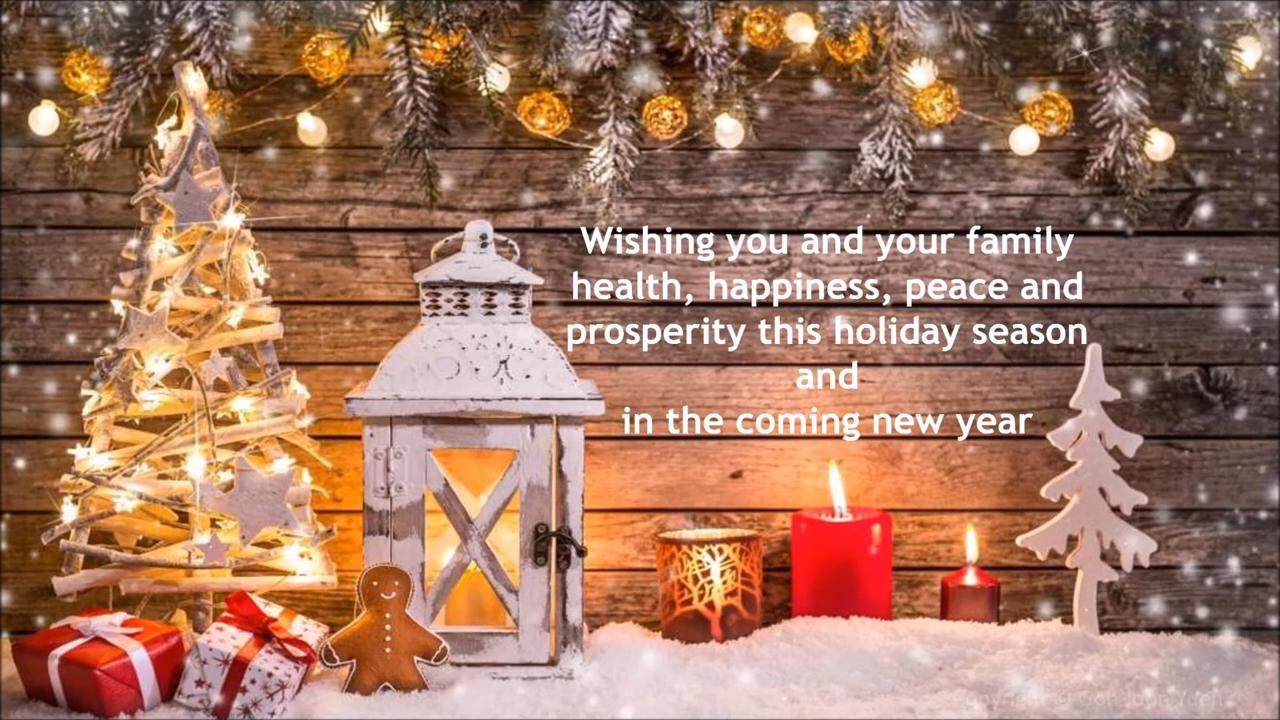 Wishing you and your family
health, happiness, peace and
prosperity this holiday season
and
in the coming new year